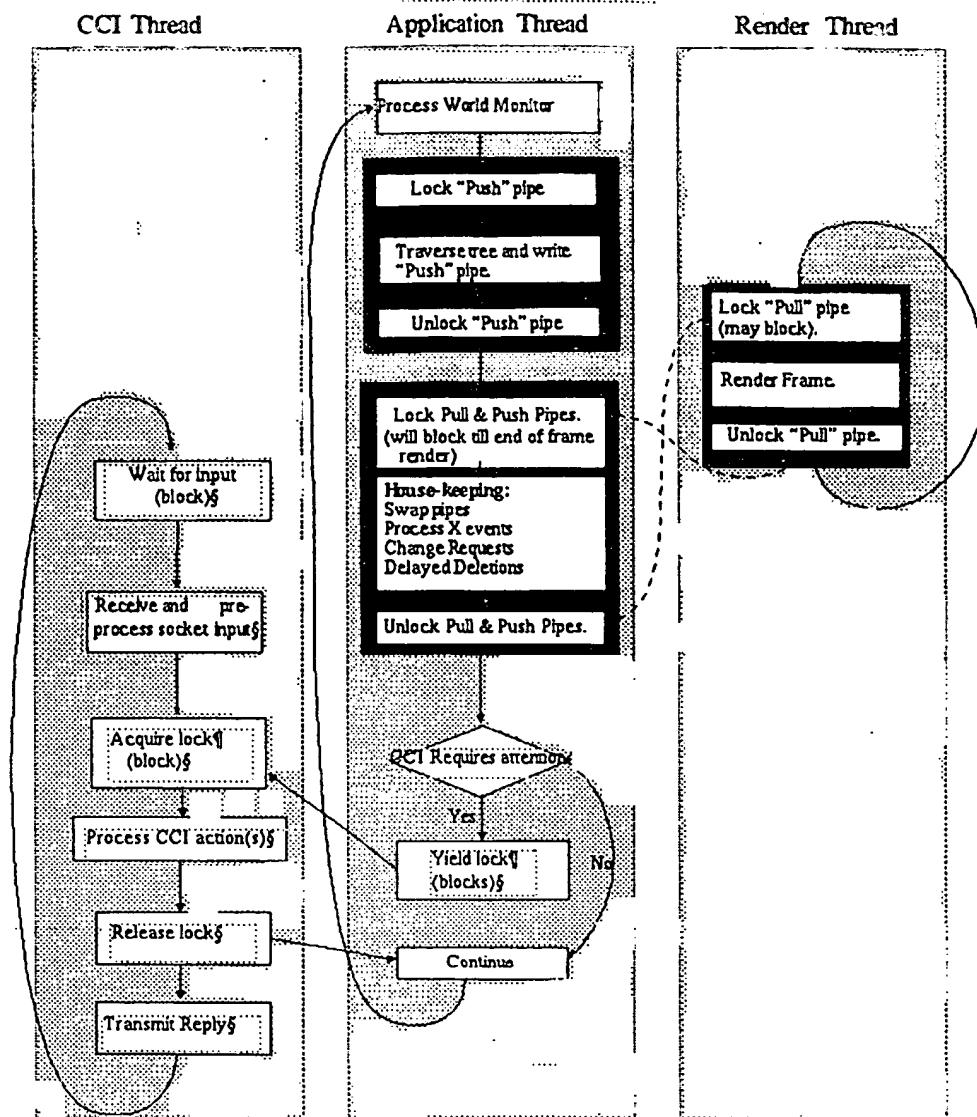 CCI Thread
Application Thread
Render Thread
Process World Monitor
Lock "Push" pipe
Traverse tree and write
"Push" pipe.
Unlock "Push" pipe
Lock Pull & Push Pipes.
(will block till end of frame
render)
House-keeping:
Swap pipes
Process X events
Change Requests
Delayed Deletions
Unlock Pull & Push Pipes.
CCI Requires attention
Yes
No
Yield lock¶
(blocks)§
Continue
Wait for input
(block)§
Receive and pre-
process socket input§
Acquire lock¶
(block)§
Process CCI action(s)§
Release lock§
Transmit Reply§
Lock "Pull" pipe
(may block).
Render Frame.
Unlock "Pull" pipe.